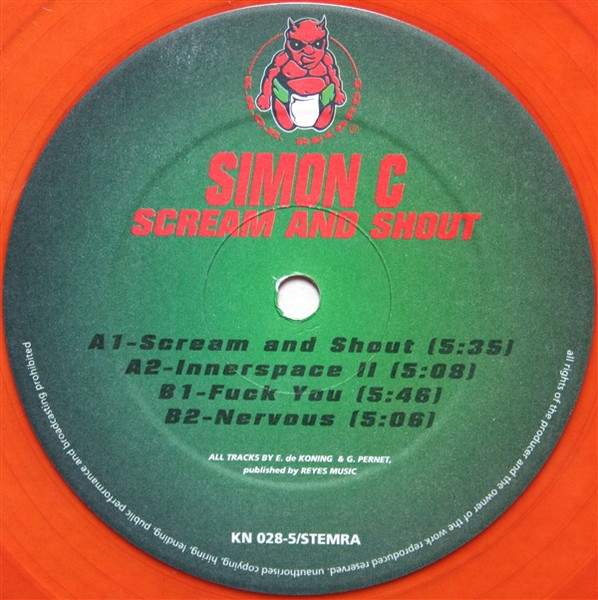 RECORDS
SIMON C
SCREAM AND SHOUT
A1-Scream and Shout (5:35)
A2-Innerspace II (5:08)
B1-Fuck You (5:46)
B2-Nervous (5:06)
ALL TRACKS BY E. de KONING & G. PERNET,
published by REYES MUSIC
KN 028-5/STEMRA
all rights of the producer and the owner of the work reproduced reserved. unauthorised copying, hiring, lending, public performance and broadcasting prohibited